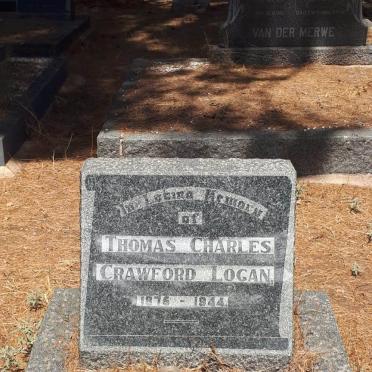 VAN DER MERWE
In Loving Memory
of
THOMAS CHARLES
CRAWFORD LOGAN
1876 - 1944